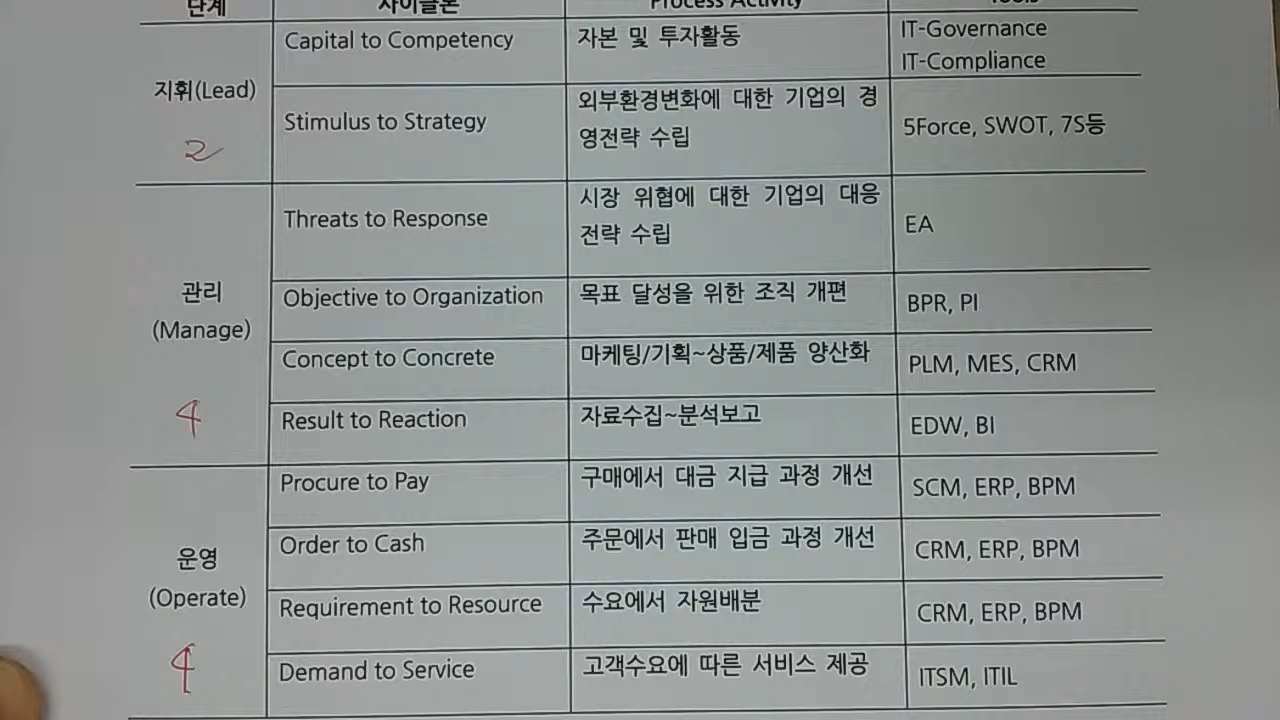 단계 사이클론 Process Activity Tools
Capital to Competency 자본 및 투자활동 IT-Governance
IT-Compliance
지휘(Lead)
2
Stimulus to Strategy 외부환경변화에 대한 기업의 경
영전략 수립 5Force, SWOT, 7S등
Threats to Response 시장 위협에 대한 기업의 대응
전략 수립 EA
관리
(Manage)
4
Objective to Organization 목표 달성을 위한 조직 개편 BPR, PI
Concept to Concrete 마케팅/기획~상품/제품 양산화 PLM, MES, CRM
Result to Reaction 자료수집~분석보고 EDW, BI
Procure to Pay 구매에서 대금 지급 과정 개선 SCM, ERP, BPM
운영
(Operate)
4
Order to Cash 주문에서 판매 입금 과정 개선 CRM, ERP, BPM
Requirement to Resource 수요에서 자원배분 CRM, ERP, BPM
Demand to Service 고객수요에 따른 서비스 제공 ITSM, ITIL